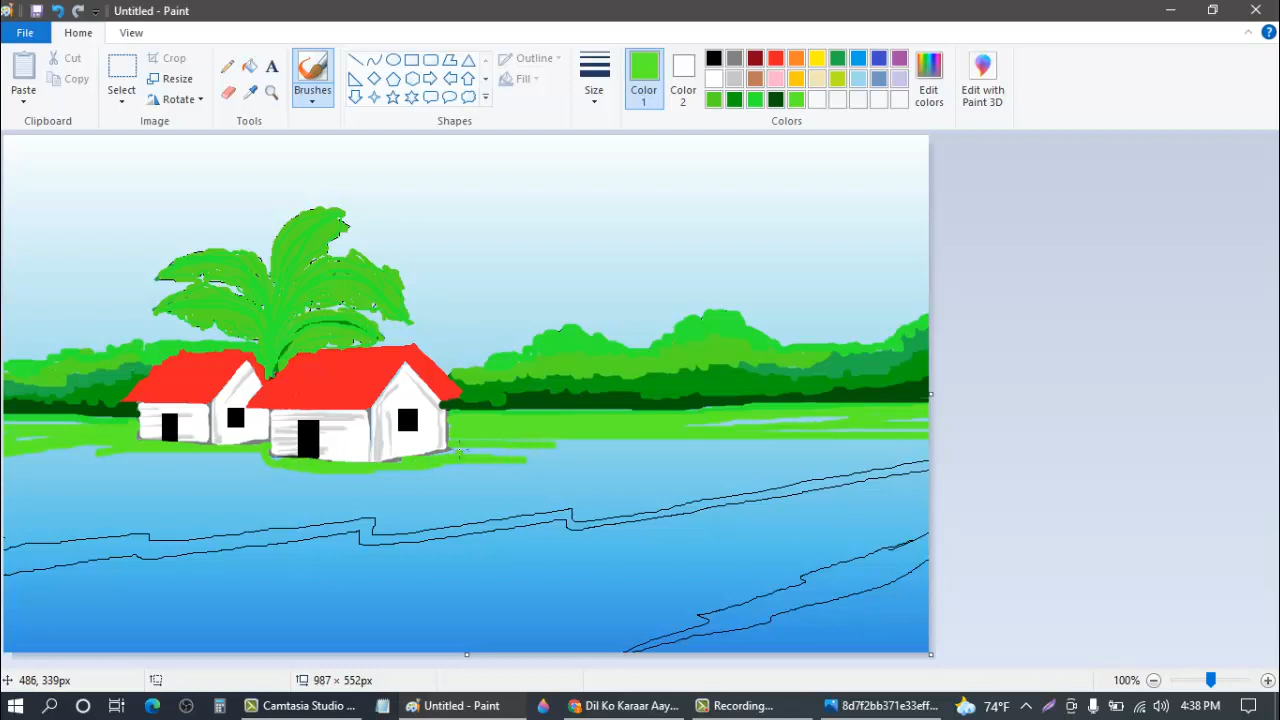 Untitled - Paint
File
Home
View
Paste
Cut
Copy
Clipboard
Select
Crop
Resize
Rotate
Image
A
Tools
Brushes
Outline
Fill
Shapes
Size
Color 1
Color 2
Edit colors
Colors
Edit with Paint 3D
486, 339px
987 × 552px
100%
Camtasia Studio ...
Untitled - Paint
Dil Ko Karaar Aay...
Recording...
8d7f2bb371e33ef...
74°F
4:38 PM